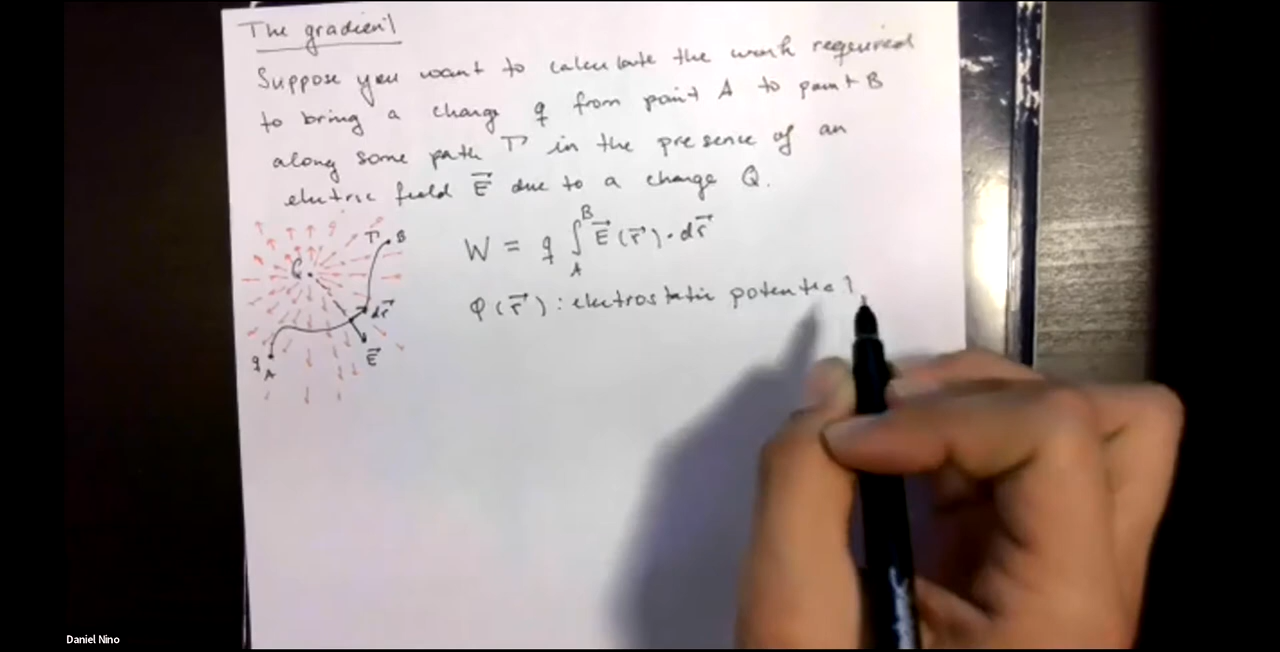 The gradient
Suppose you want to calculate the work required
to bring a charge q from point A to point B
along some path Γ in the presence of an
electric field E⃗ due to a charge Q.
W = q ∫_A^B E⃗(r⃗)·dr⃗
φ(r⃗): electrostatic potential
Q
Γ B
dr⃗
q A
E⃗
Daniel Nino